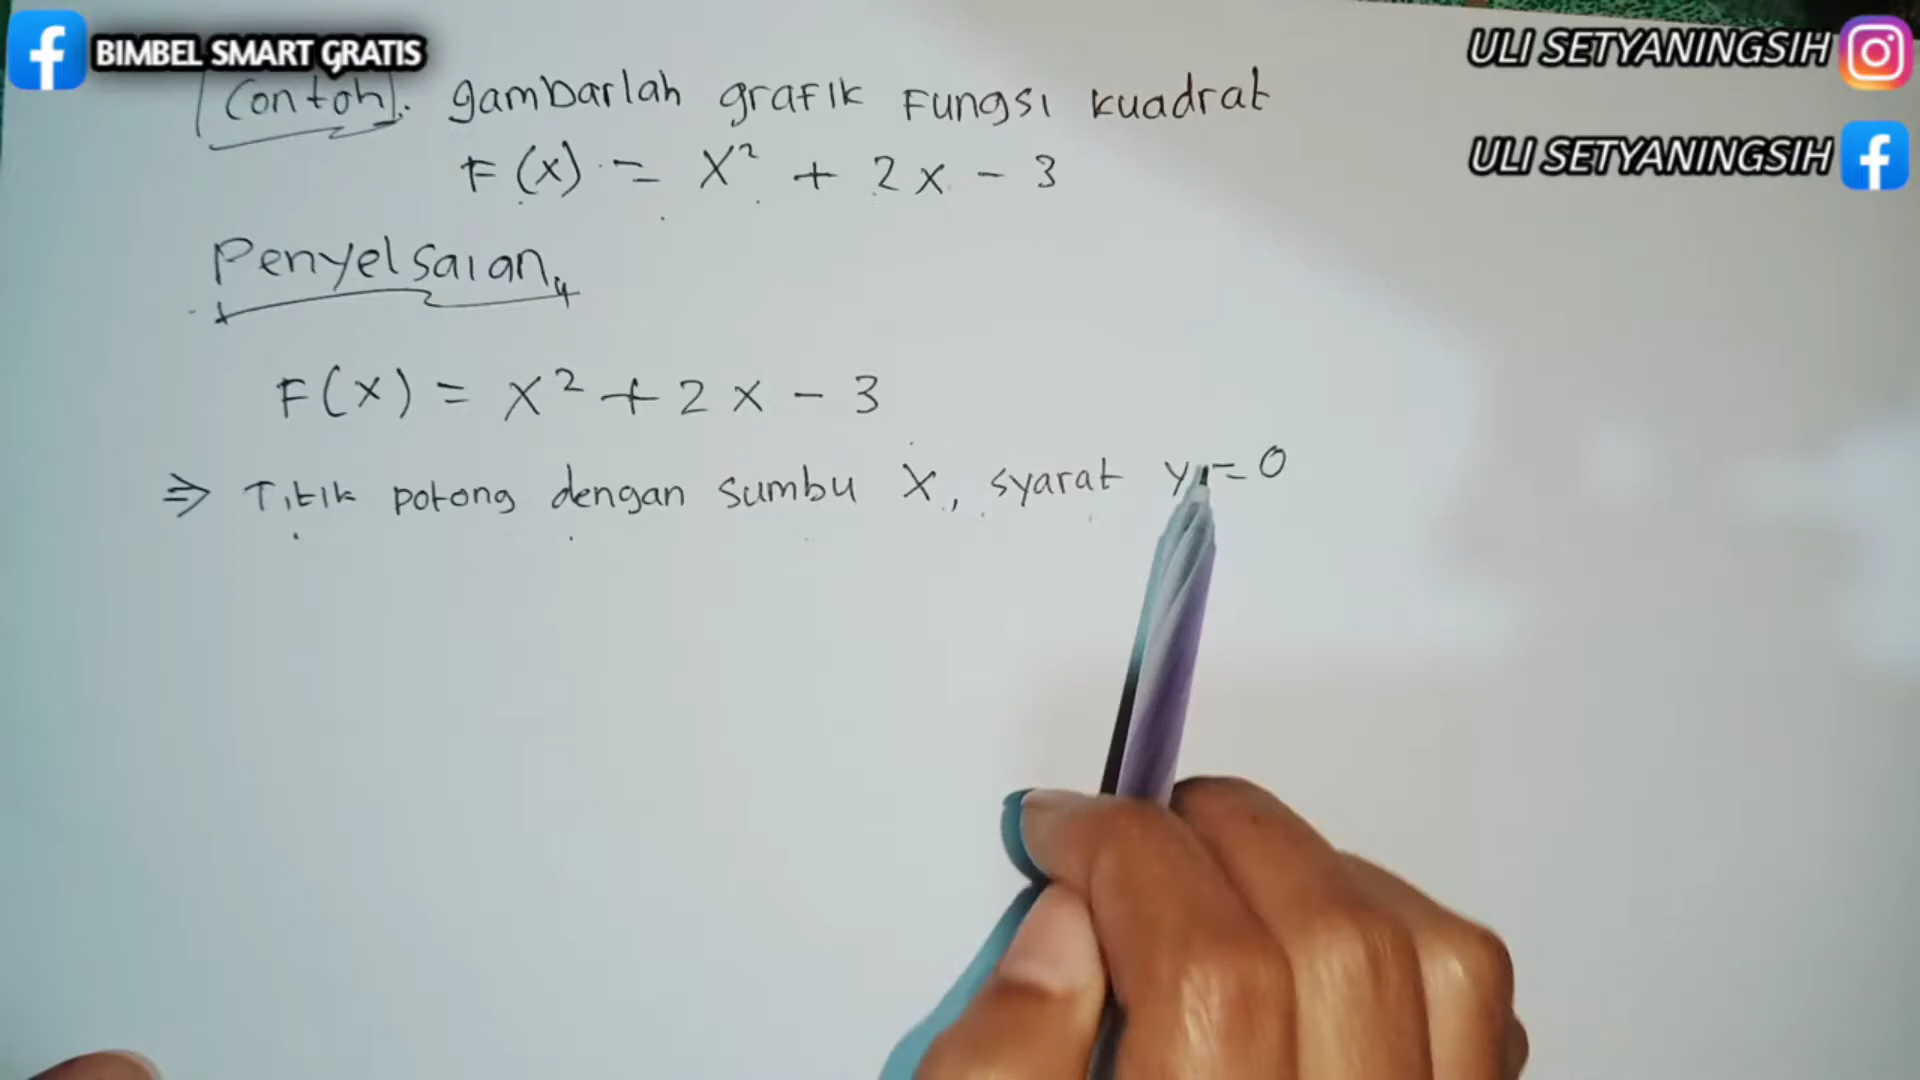 BIMBEL SMART GRATIS
ULI SETYANINGSIH
ULI SETYANINGSIH
Contoh. gambarlah grafik Fungsi kuadrat
F(x) = x² + 2x - 3
Penyelsaian,
F(x) = x² + 2x - 3
⇒ Titik potong dengan sumbu X, syarat y = 0